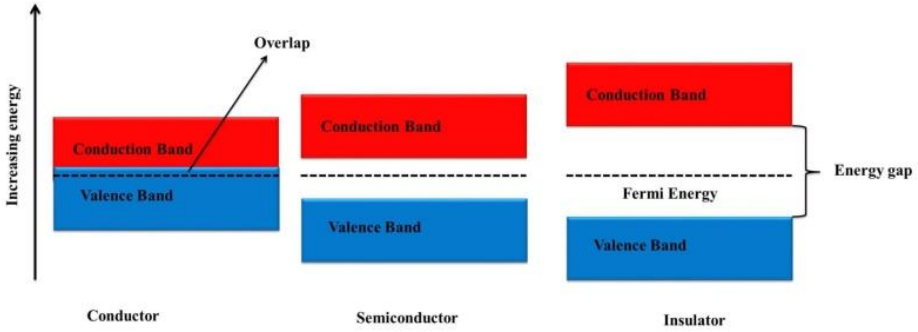 Increasing energy
Overlap
Conduction Band
Valence Band
Conductor
Conduction Band
Valence Band
Semiconductor
Conduction Band
Fermi Energy
Valence Band
Energy gap
Insulator